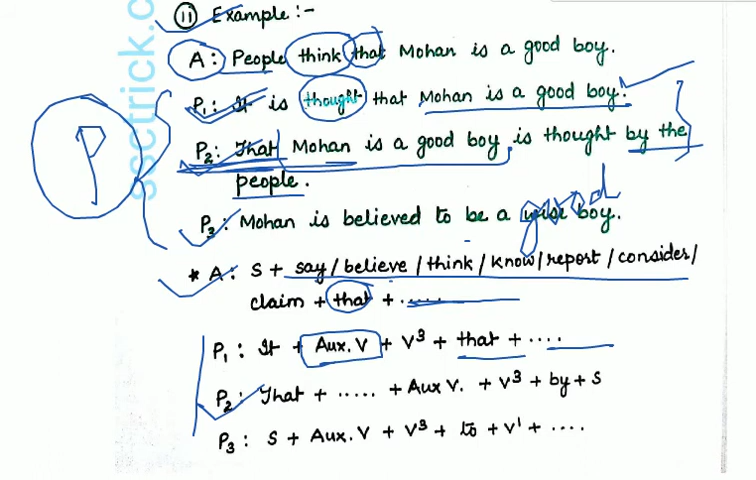 (11) Example :-
A: People think that Mohan is a good boy.
P₁: It is thought that Mohan is a good boy.
P₂: That Mohan is a good boy is thought by the
people.
P₃: Mohan is believed to be a wise boy. good
* A: S + say / believe / think / know / report / consider /
claim + that + .....
P₁: It + Aux. V + V³ + that + ....
P₂: That + ..... + Aux V. + V³ + by + S
P₃: S + Aux. V + V³ + to + V¹ + ....
P
ssctrick.c